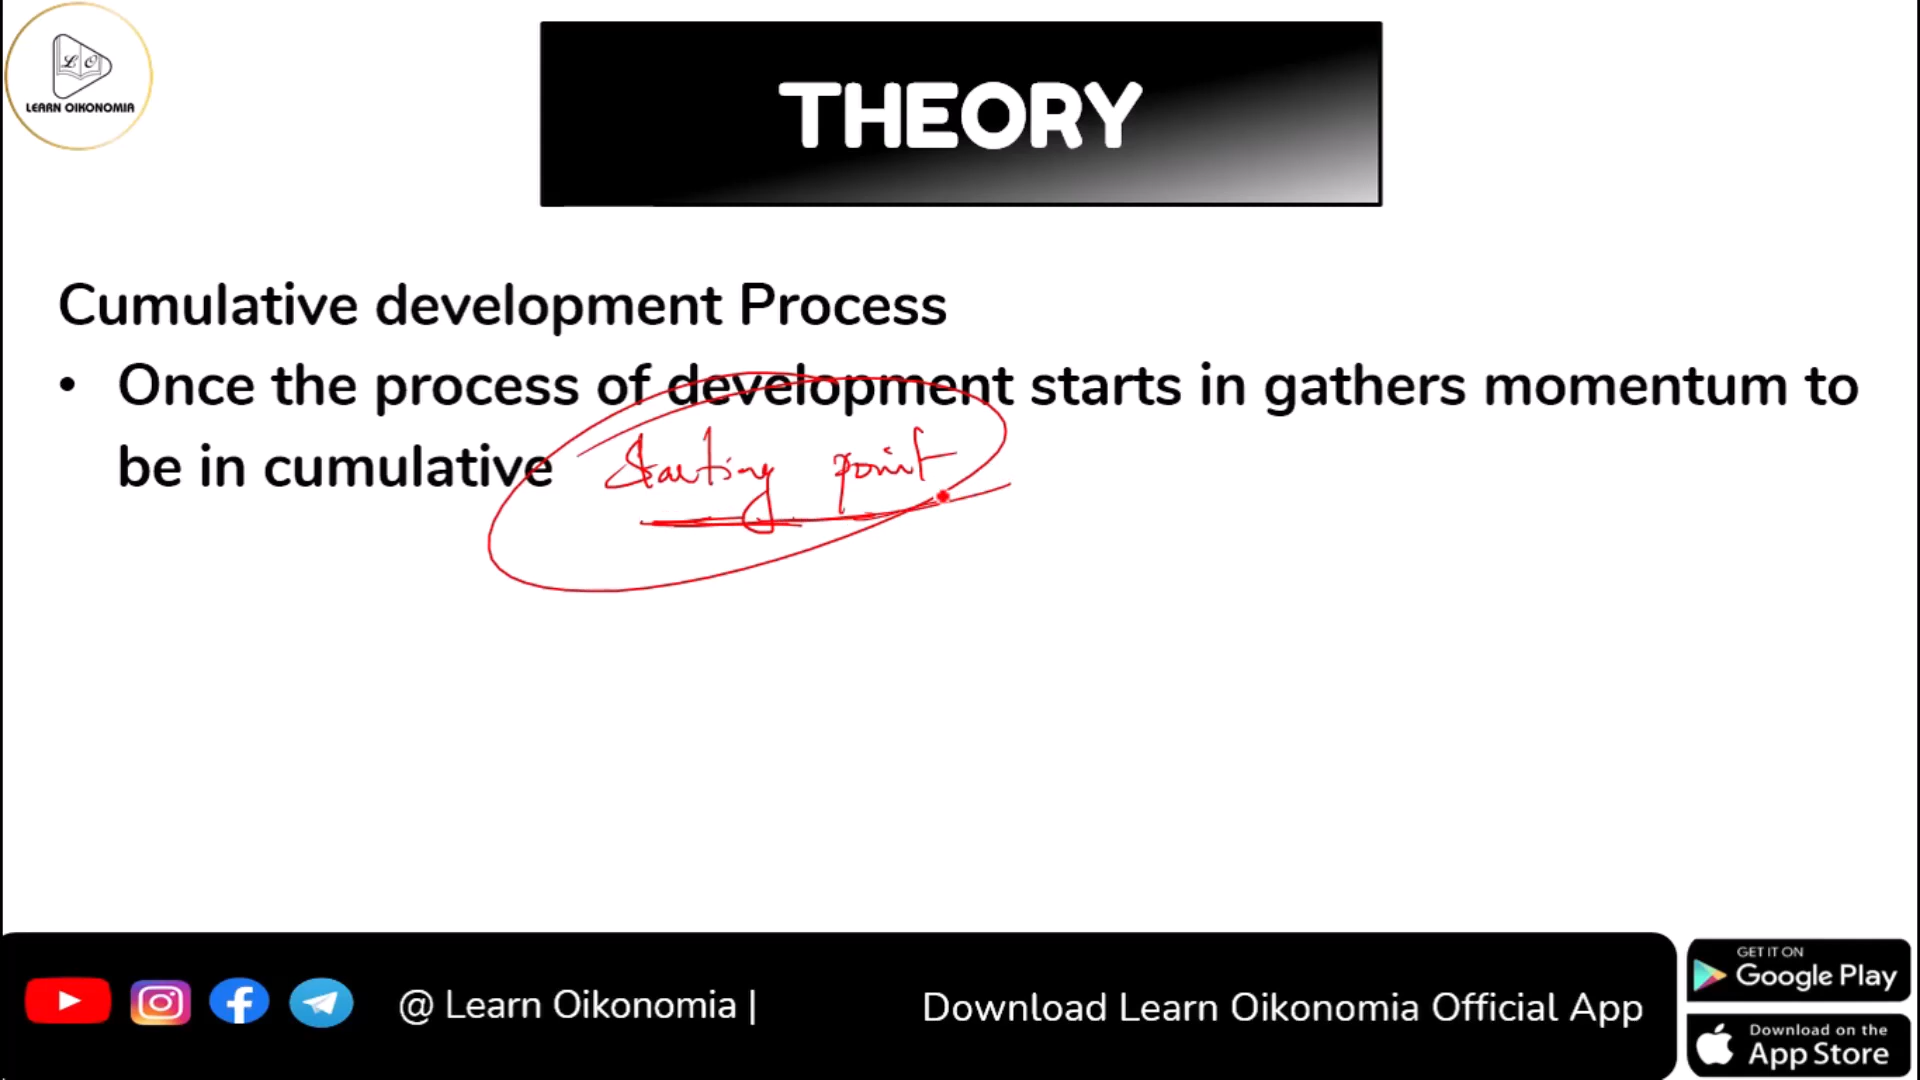 LO
LEARN OIKONOMIA
THEORY
Cumulative development Process
• Once the process of development starts in gathers momentum to
be in cumulative
starting point
@ Learn Oikonomia |
Download Learn Oikonomia Official App
GET IT ON
Google Play
Download on the
App Store